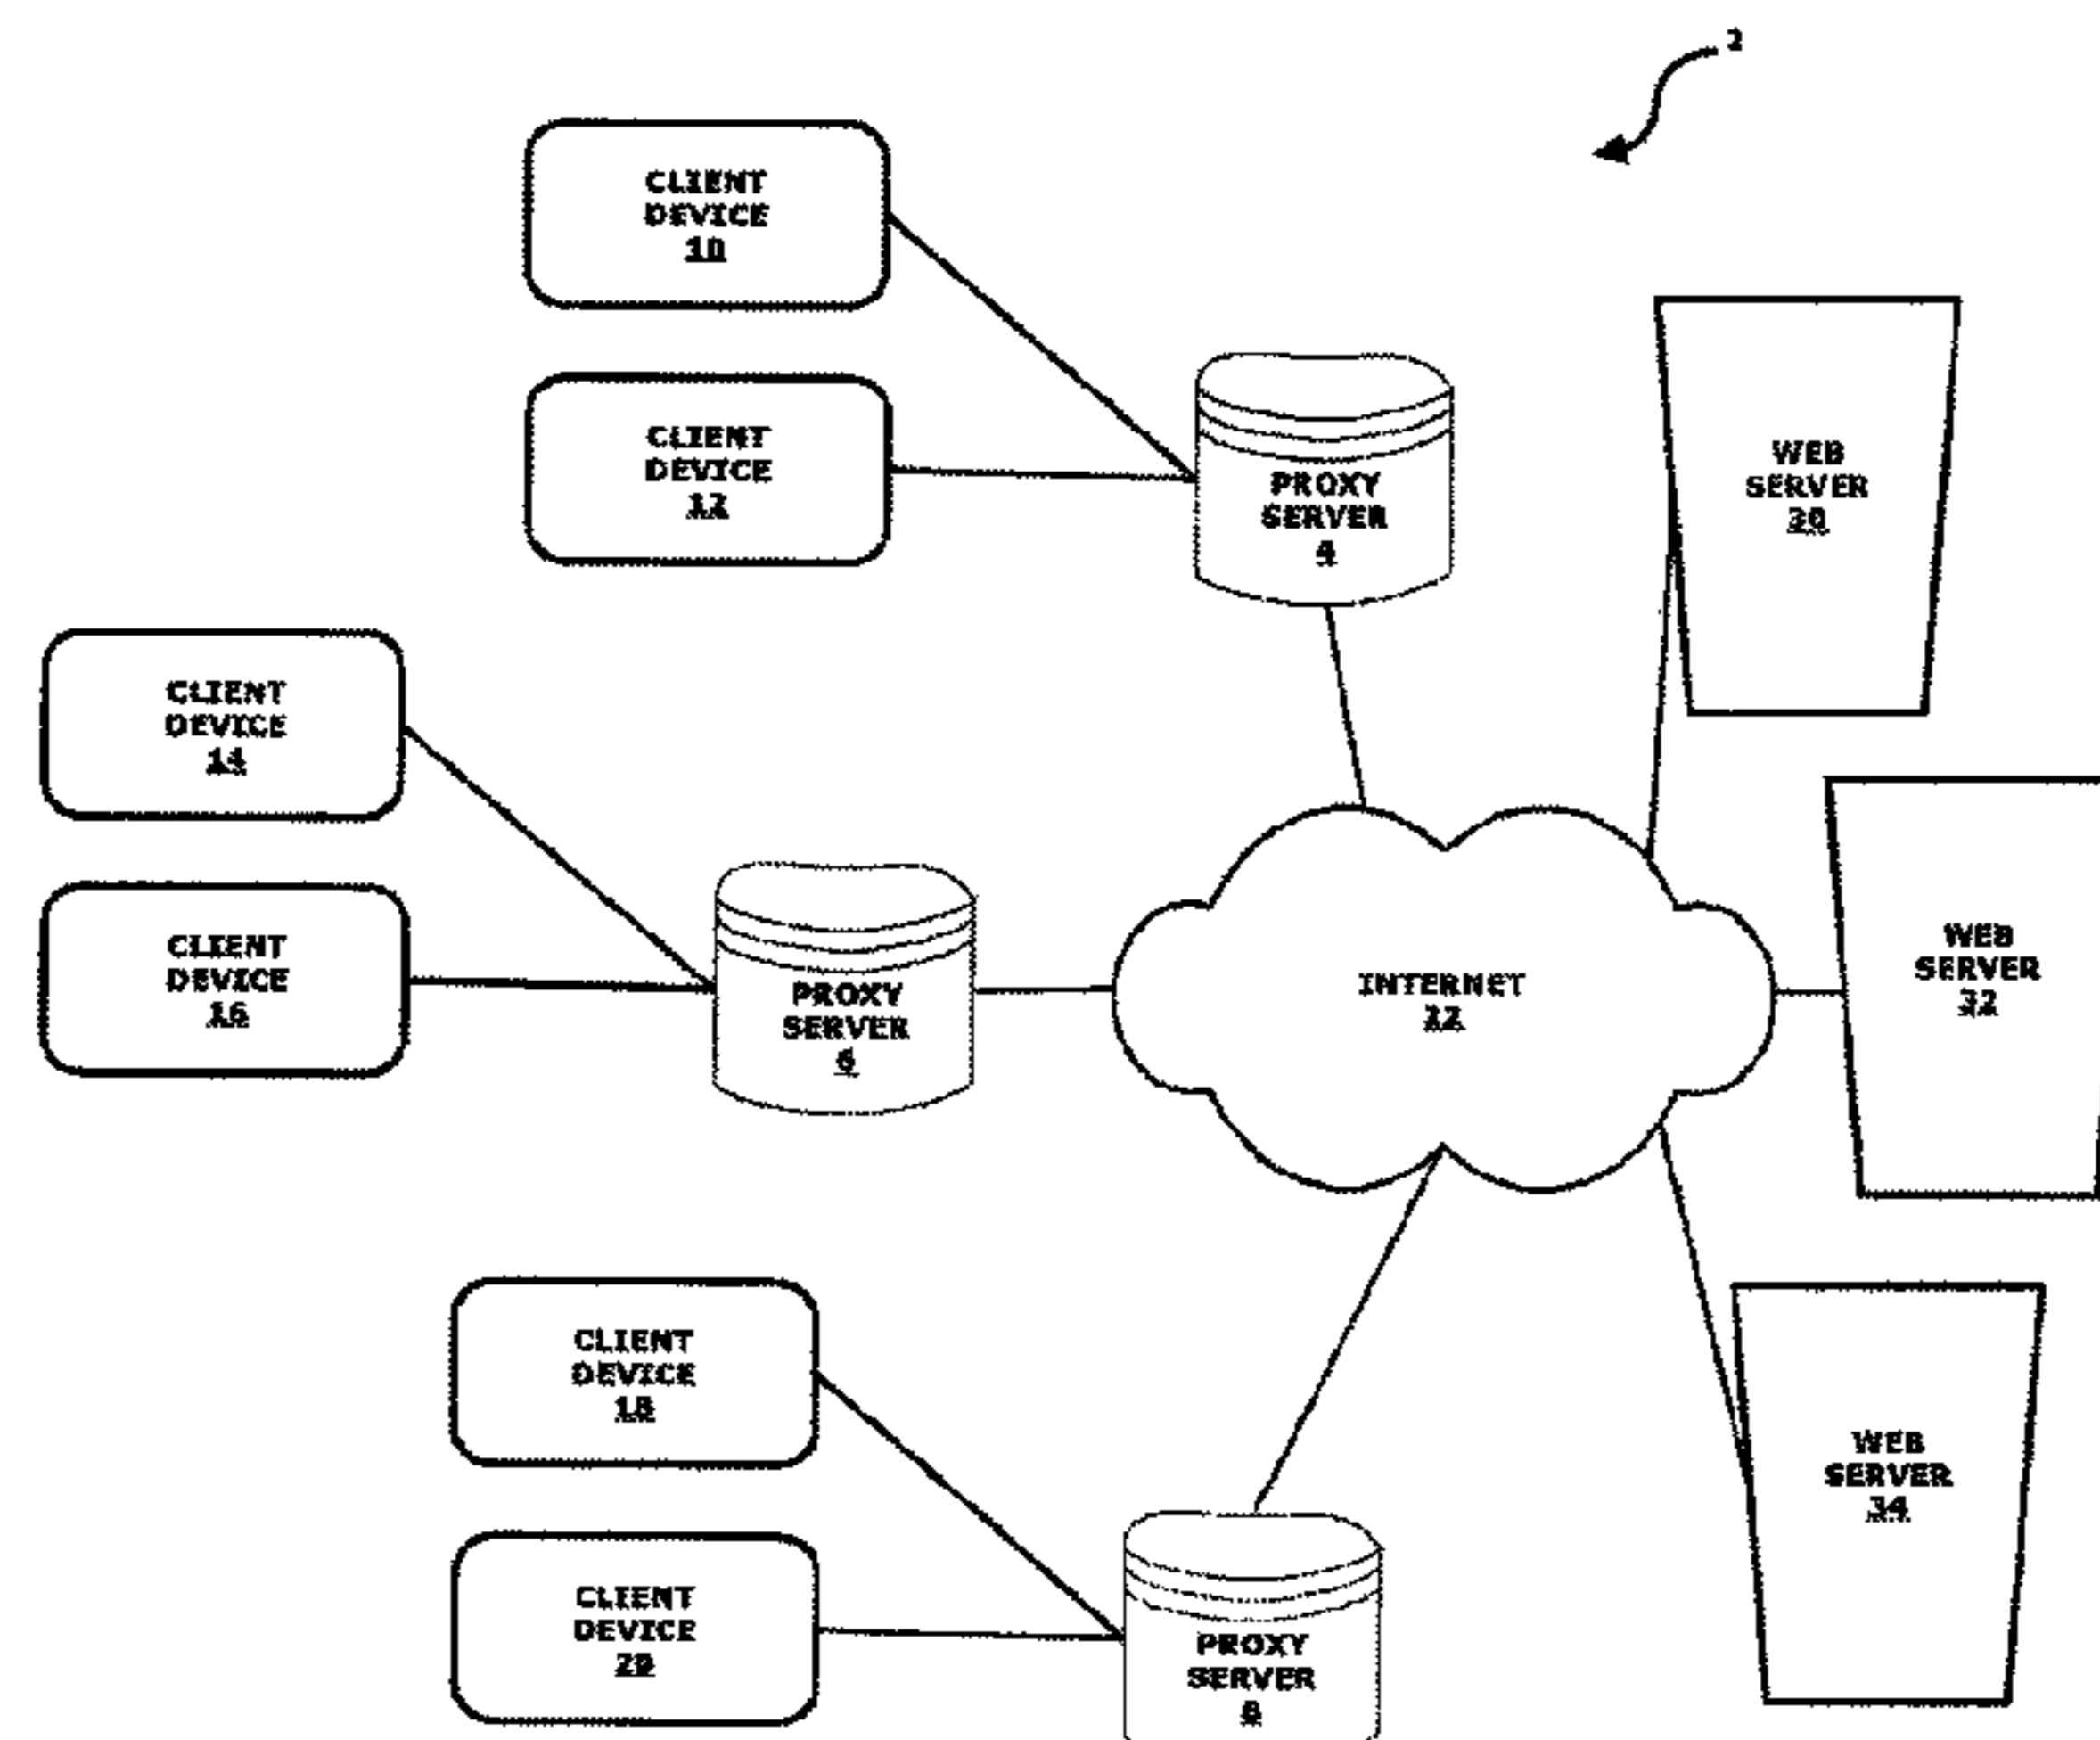 2
CLIENT
DEVICE
10
CLIENT
DEVICE
12
PROXY
SERVER
4
WEB
SERVER
30
CLIENT
DEVICE
14
CLIENT
DEVICE
16
PROXY
SERVER
6
INTERNET
22
WEB
SERVER
32
CLIENT
DEVICE
18
CLIENT
DEVICE
20
PROXY
SERVER
8
WEB
SERVER
34